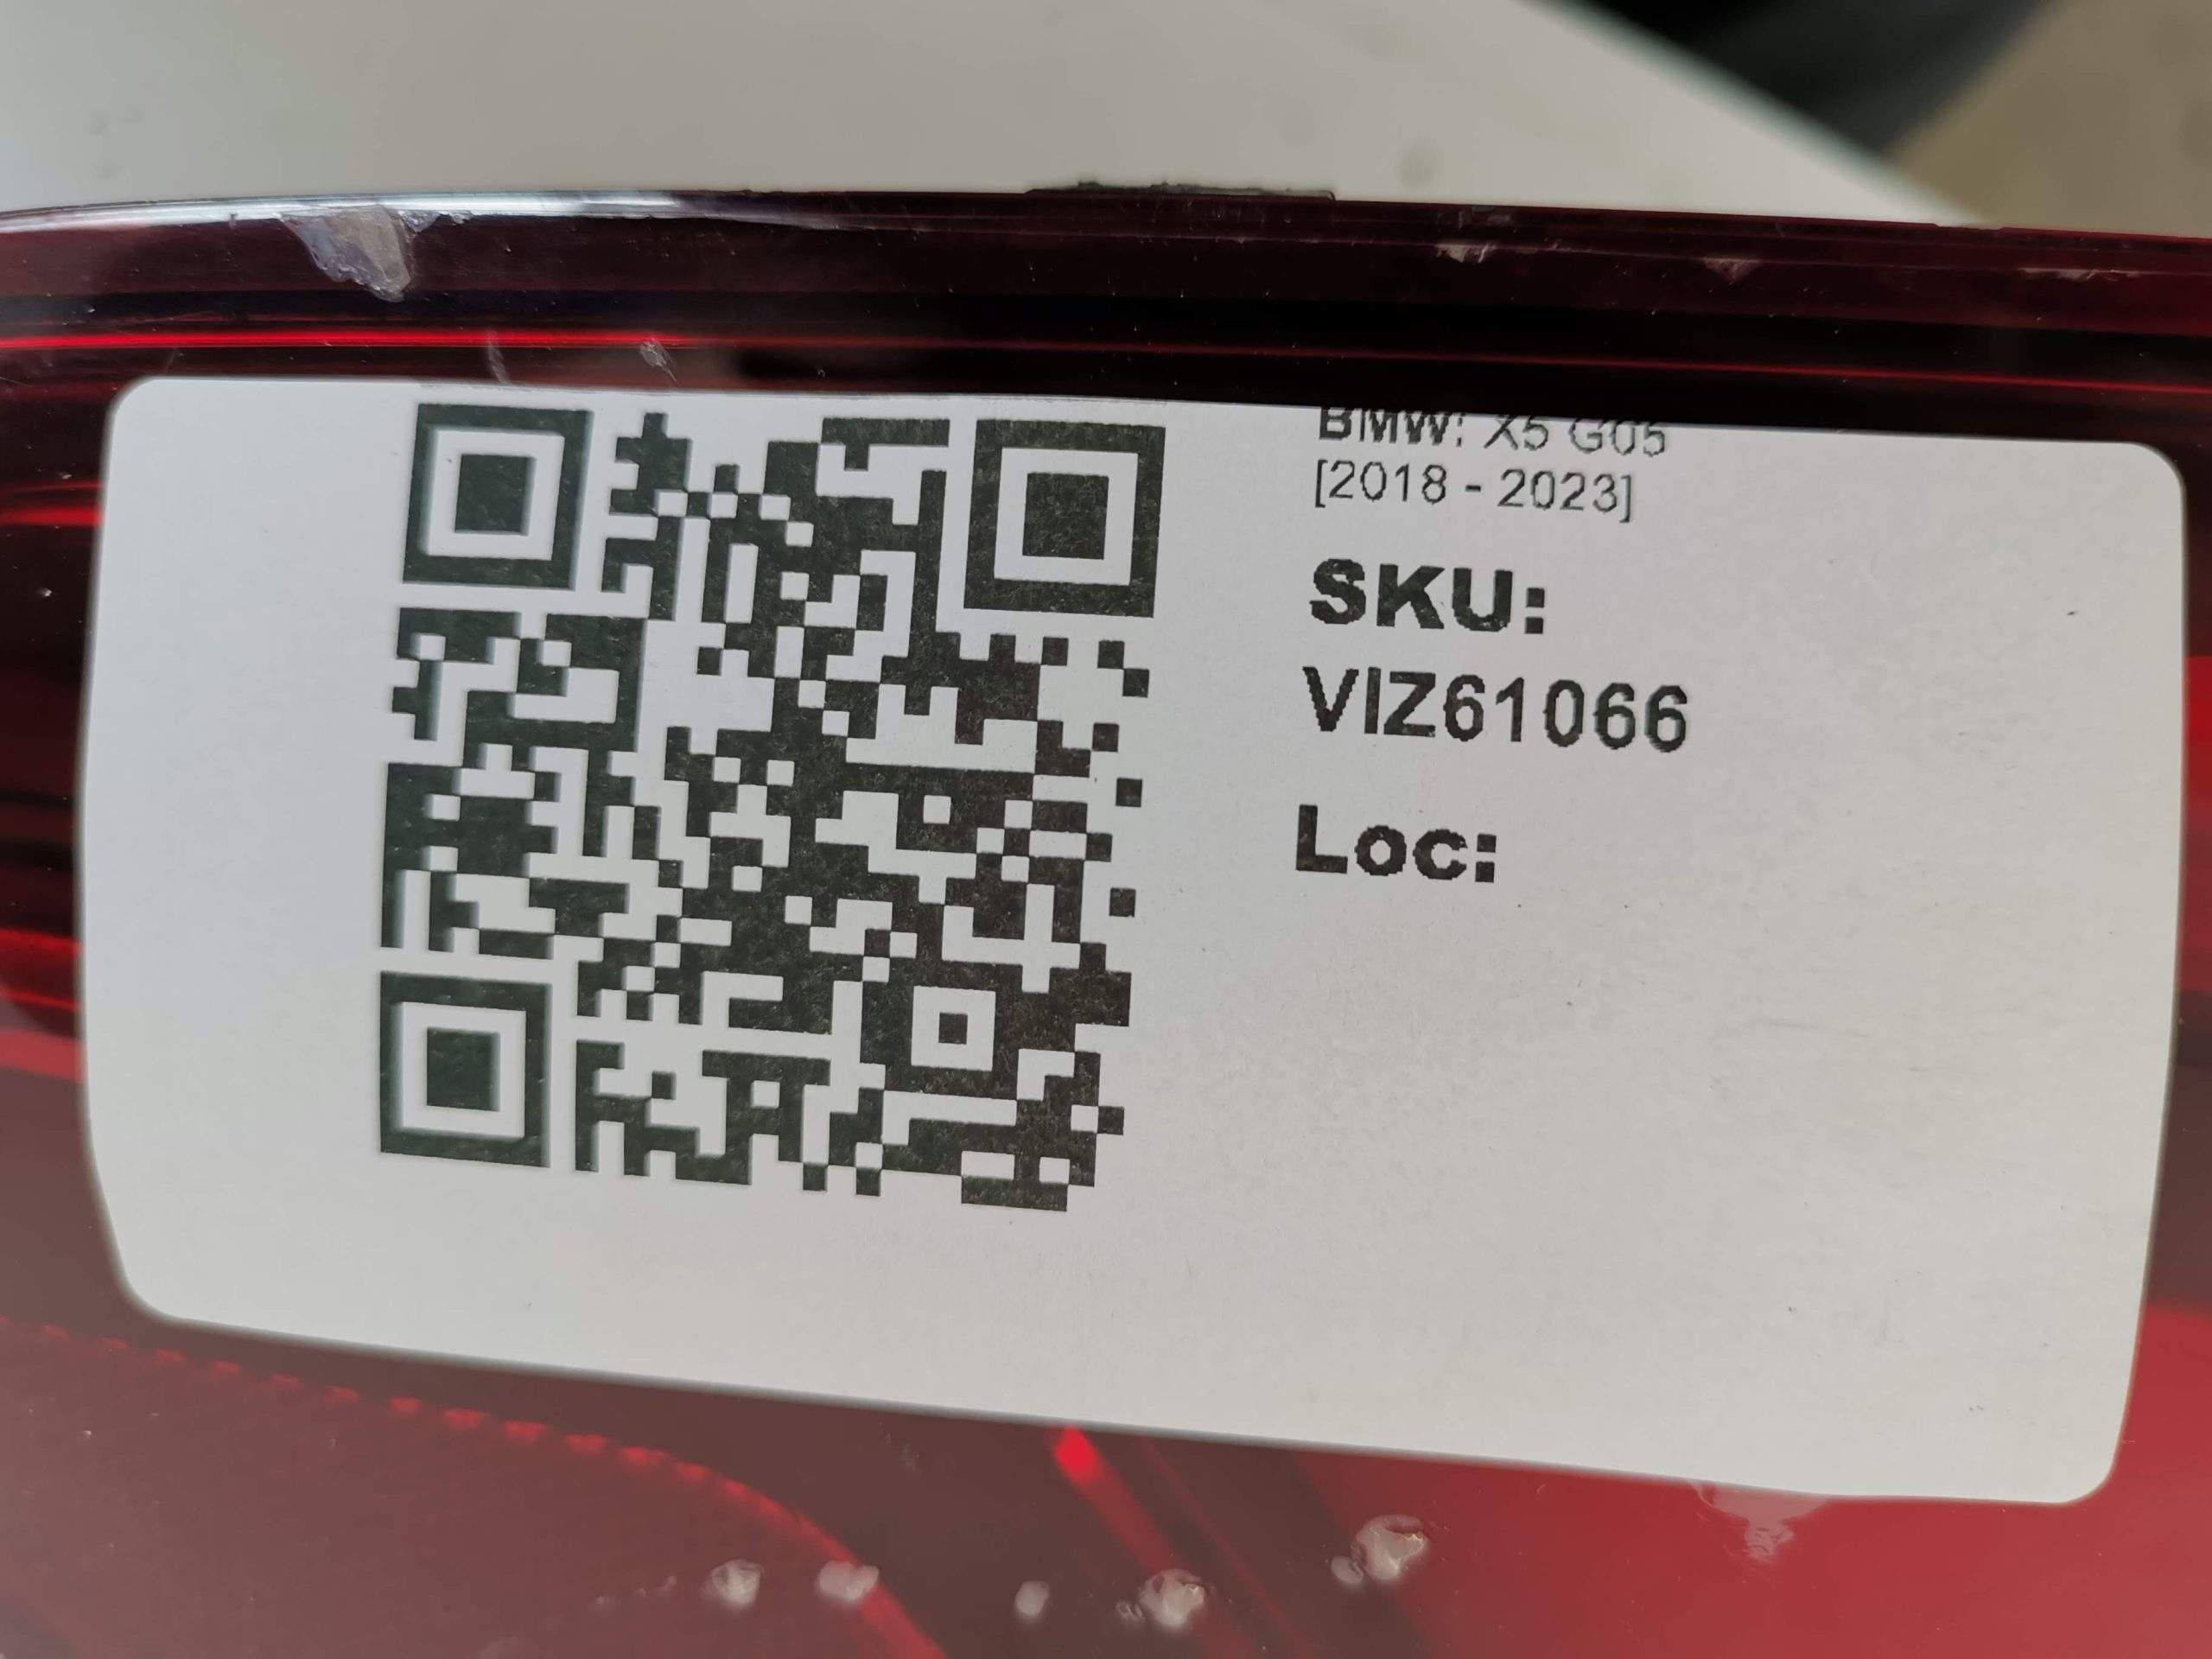 BMW: X5 G05
[2018 - 2023]
SKU:
VIZ61066
Loc: